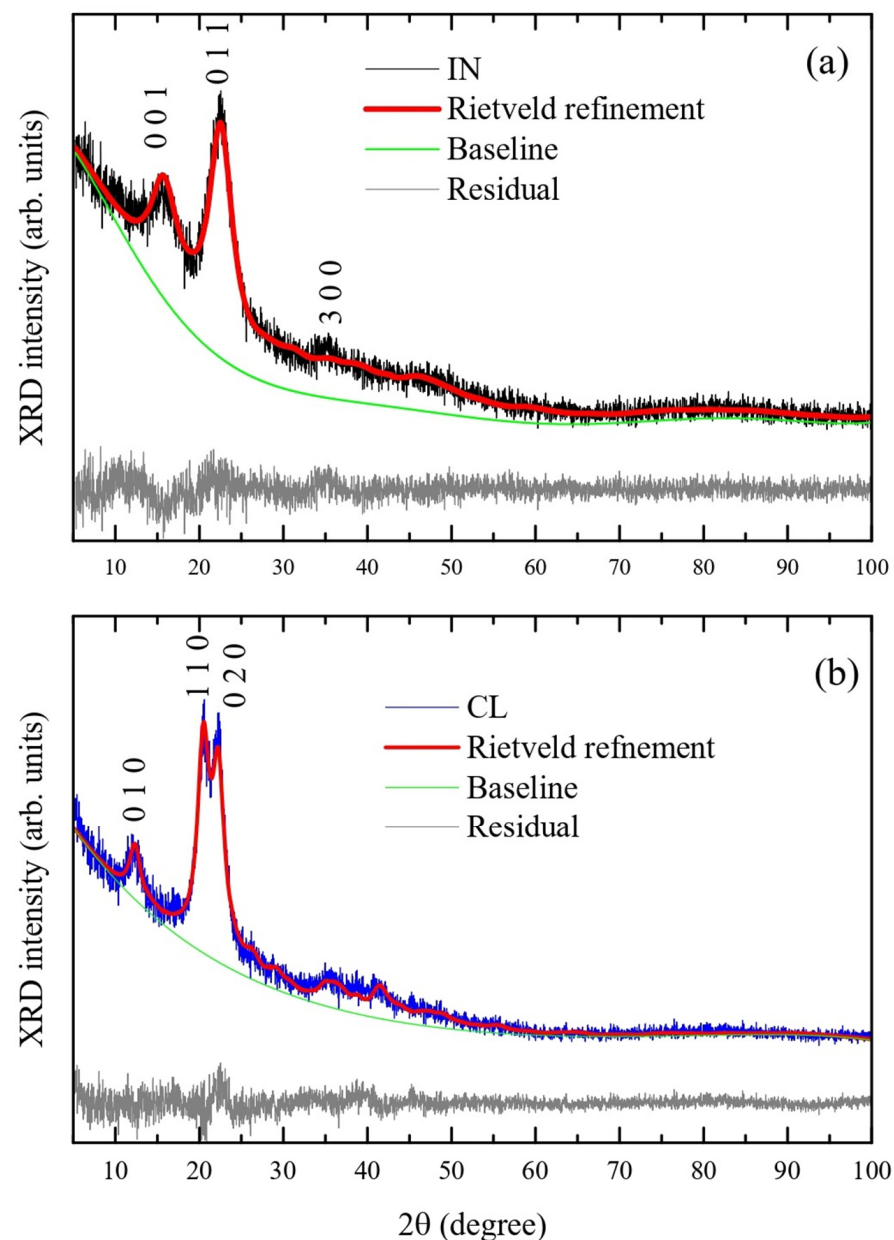 (a)
0 0 1
0 1 1
3 0 0
IN
Rietveld refinement
Baseline
Residual
XRD intensity (arb. units)
10 20 30 40 50 60 70 80 90 100
(b)
0 1 0
1 1 0
0 2 0
CL
Rietveld refnement
Baseline
Residual
XRD intensity (arb. units)
10 20 30 40 50 60 70 80 90 100
2θ (degree)